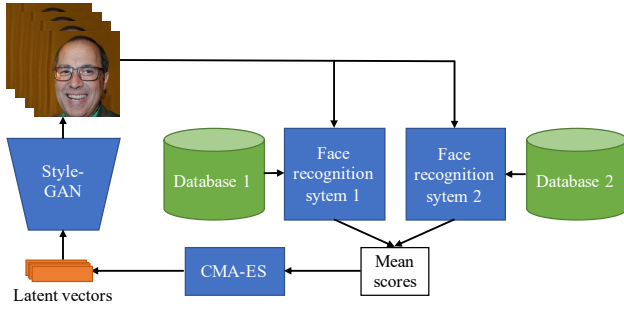 Style-
GAN
Database 1
Face
recognition
sytem 1
Face
recognition
sytem 2
Database 2
Latent vectors
CMA-ES
Mean
scores